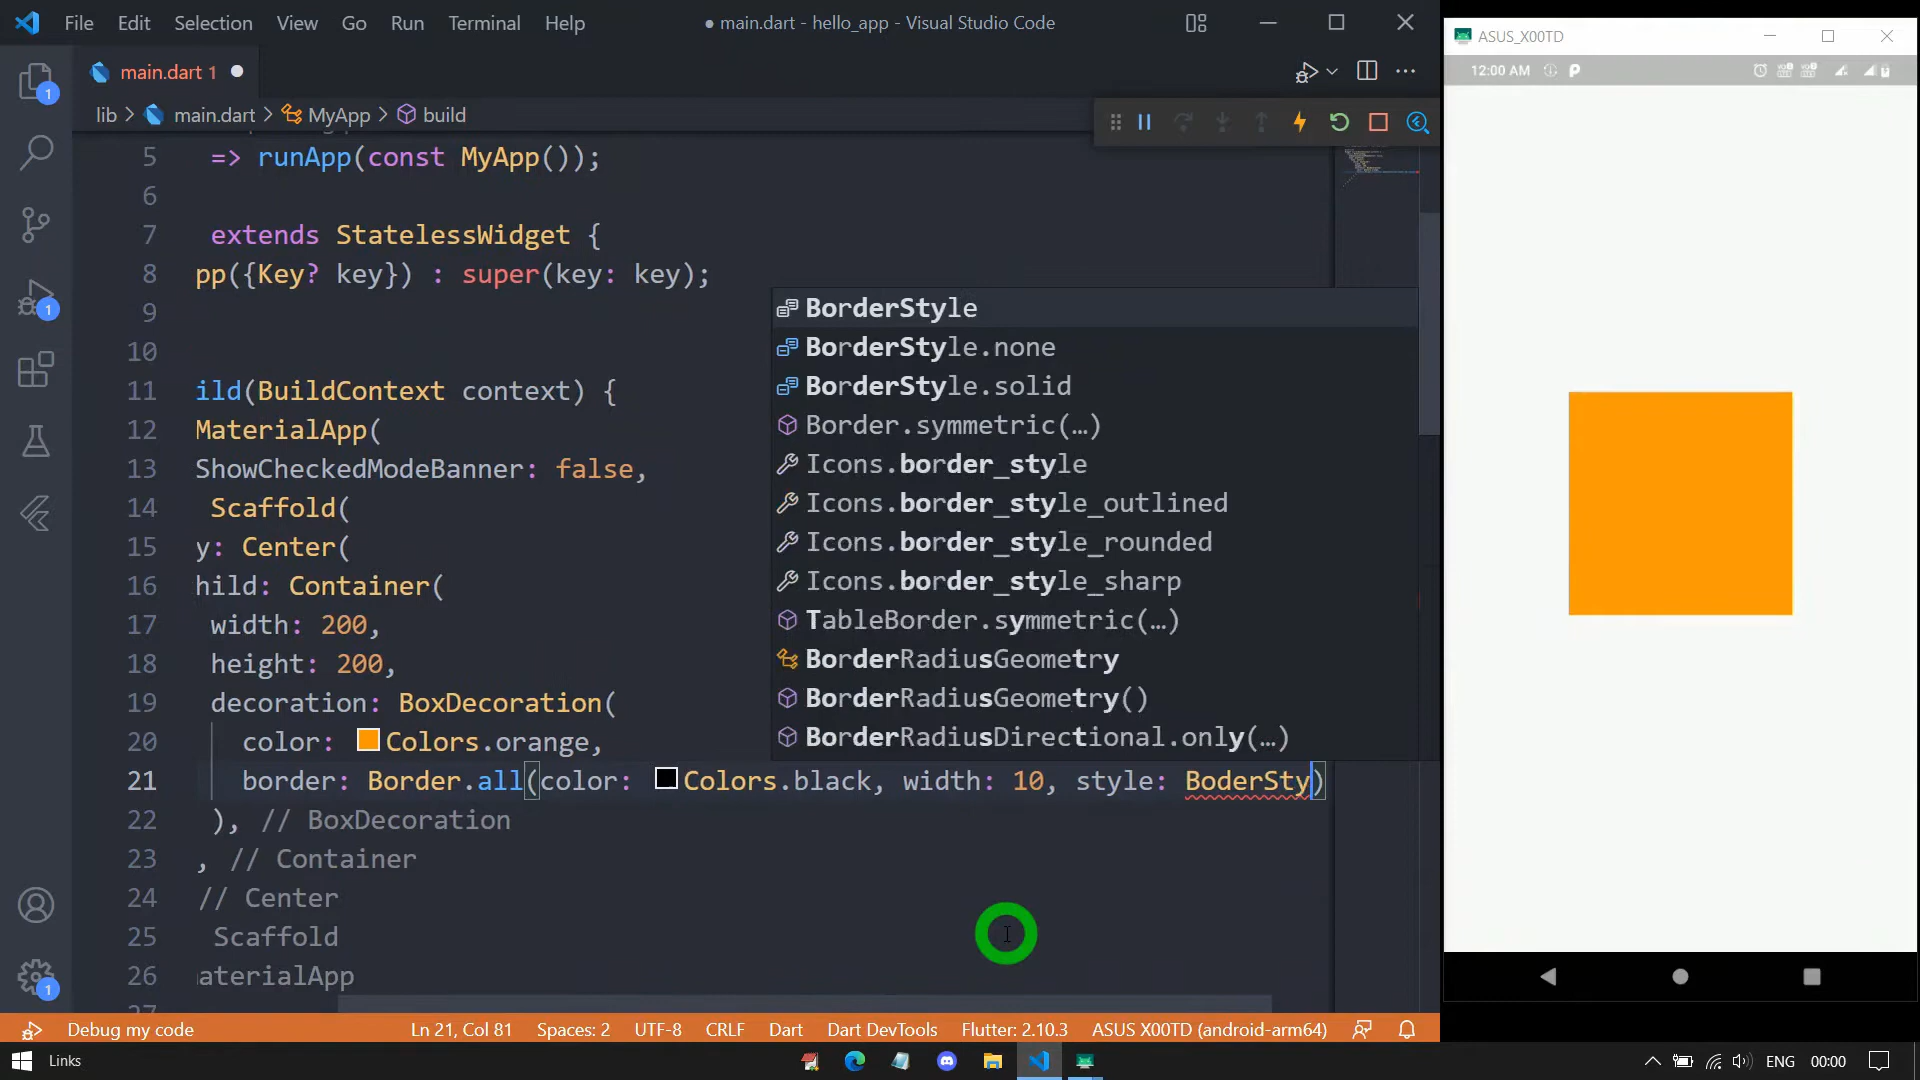 File Edit Selection View Go Run Terminal Help
● main.dart - hello_app - Visual Studio Code
main.dart 1 ●
lib > main.dart > MyApp > build
5 => runApp(const MyApp());
6
7 extends StatelessWidget {
8 pp({Key? key}) : super(key: key);
9
10
11 ild(BuildContext context) {
12 MaterialApp(
13 ShowCheckedModeBanner: false,
14 Scaffold(
15 y: Center(
16 hild: Container(
17 width: 200,
18 height: 200,
19 decoration: BoxDecoration(
20 color: Colors.orange,
21 border: Border.all(color: Colors.black, width: 10, style: BoderSty)
22 ), // BoxDecoration
23 , // Container
24 // Center
25 Scaffold
26 aterialApp
27
BorderStyle
BorderStyle.none
BorderStyle.solid
Border.symmetric(…)
Icons.border_style
Icons.border_style_outlined
Icons.border_style_rounded
Icons.border_style_sharp
TableBorder.symmetric(…)
BorderRadiusGeometry
BorderRadiusGeometry()
BorderRadiusDirectional.only(…)
1
1
1
Debug my code
Ln 21, Col 81 Spaces: 2 UTF-8 CRLF Dart Dart DevTools Flutter: 2.10.3 ASUS X00TD (android-arm64)
ASUS_X00TD
12:00 AM
Links
ENG 00:00